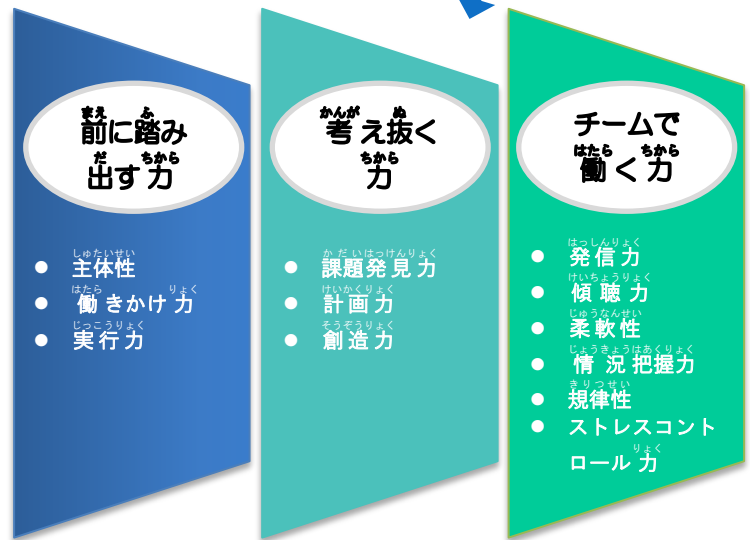 前に踏み
出す力
主体性
働きかけ力
実行力
考え抜く
力
課題発見力
計画力
創造力
チームで
働く力
発信力
傾聴力
柔軟性
情況把握力
規律性
ストレスコント
ロール力